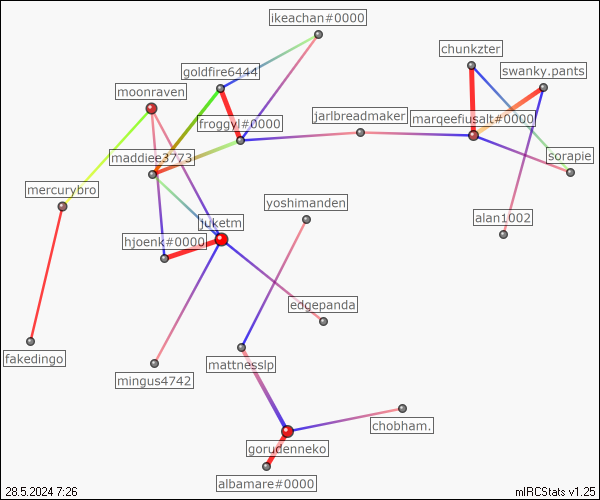 ikeachan#0000
chunkzter
goldfire6444
swanky.pants
moonraven
jarlbreadmaker
marqeefiusalt#0000
froggyl#0000
maddiee3773
sorapie
mercurybro
yoshimanden
alan1002
juketm
hjoenk#0000
edgepanda
fakedingo
mattnesslp
mingus4742
chobham.
gorudenneko
albamare#0000
28.5.2024 7:26
mIRCStats v1.25